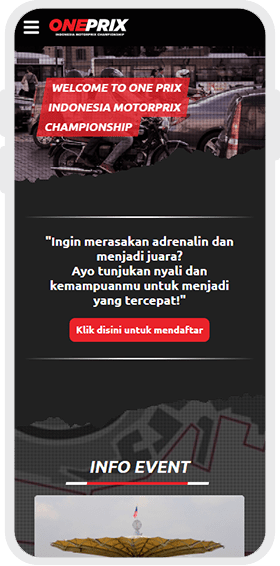 ONEPRIX
INDONESIA MOTORPRIX CHAMPIONSHIP
WELCOME TO ONE PRIX
INDONESIA MOTORPRIX
CHAMPIONSHIP
"Ingin merasakan adrenalin dan
menjadi juara?
Ayo tunjukan nyali dan
kemampuanmu untuk menjadi
yang tercepat!"
Klik disini untuk mendaftar
INFO EVENT